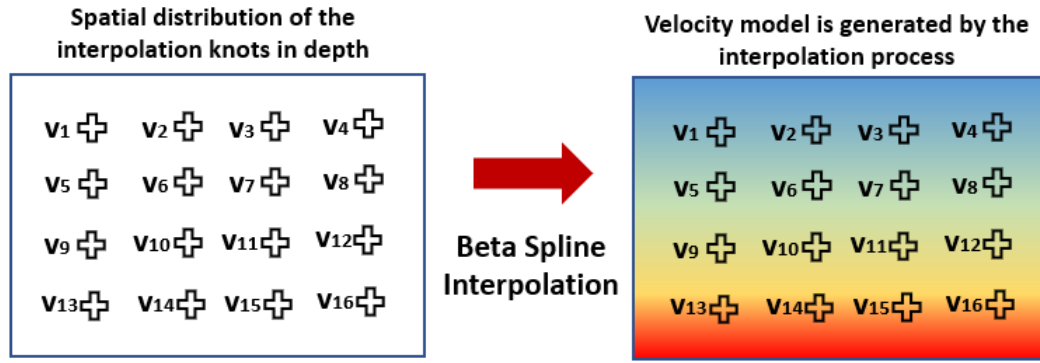 Spatial distribution of the
interpolation knots in depth
V1 V2 V3 V4
V5 V6 V7 V8
V9 V10 V11 V12
V13 V14 V15 V16
Beta Spline
Interpolation
Velocity model is generated by the
interpolation process
V1 V2 V3 V4
V5 V6 V7 V8
V9 V10 V11 V12
V13 V14 V15 V16